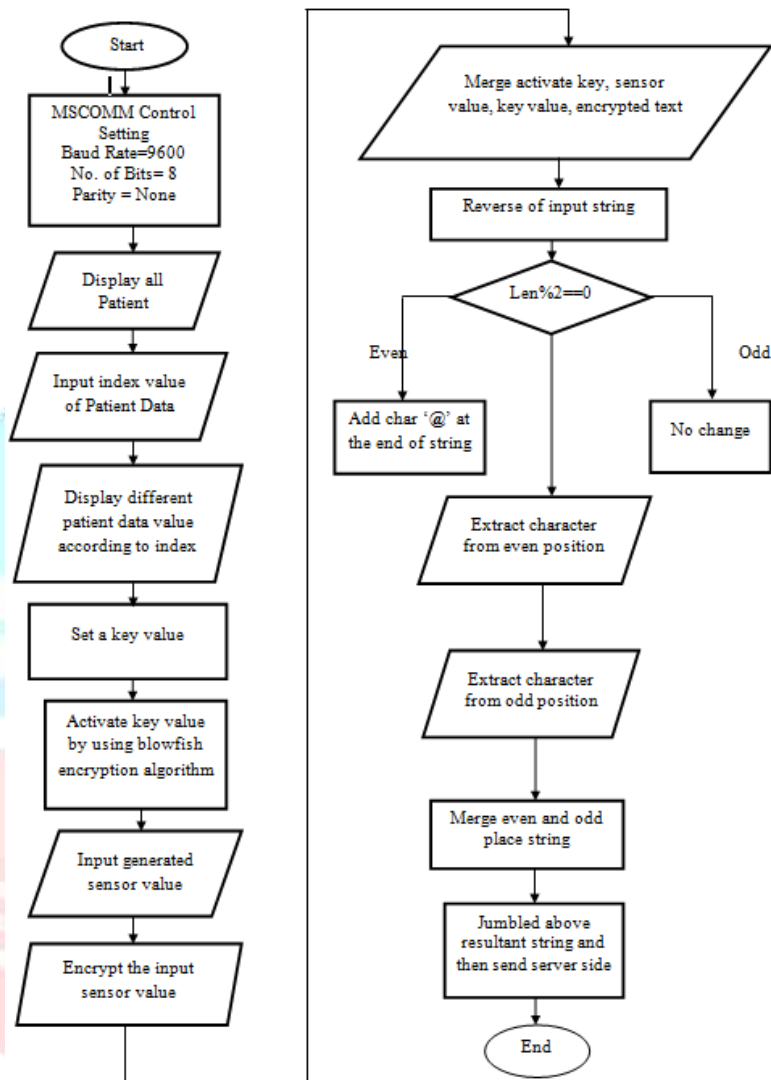 Start
MSCOMM Control
Setting
Baud Rate=9600
No. of Bits= 8
Parity = None
Display all
Patient
Input index value
of Patient Data
Display different
patient data value
according to index
Set a key value
Activate key value
by using blowfish
encryption algorithm
Input generated
sensor value
Encrypt the input
sensor value
Merge activate key, sensor
value, key value, encrypted text
Reverse of input string
Len%2==0
Even
Odd
Add char ‘@’ at
the end of string
No change
Extract character
from even position
Extract character
from odd position
Merge even and odd
place string
Jumbled above
resultant string and
then send server side
End